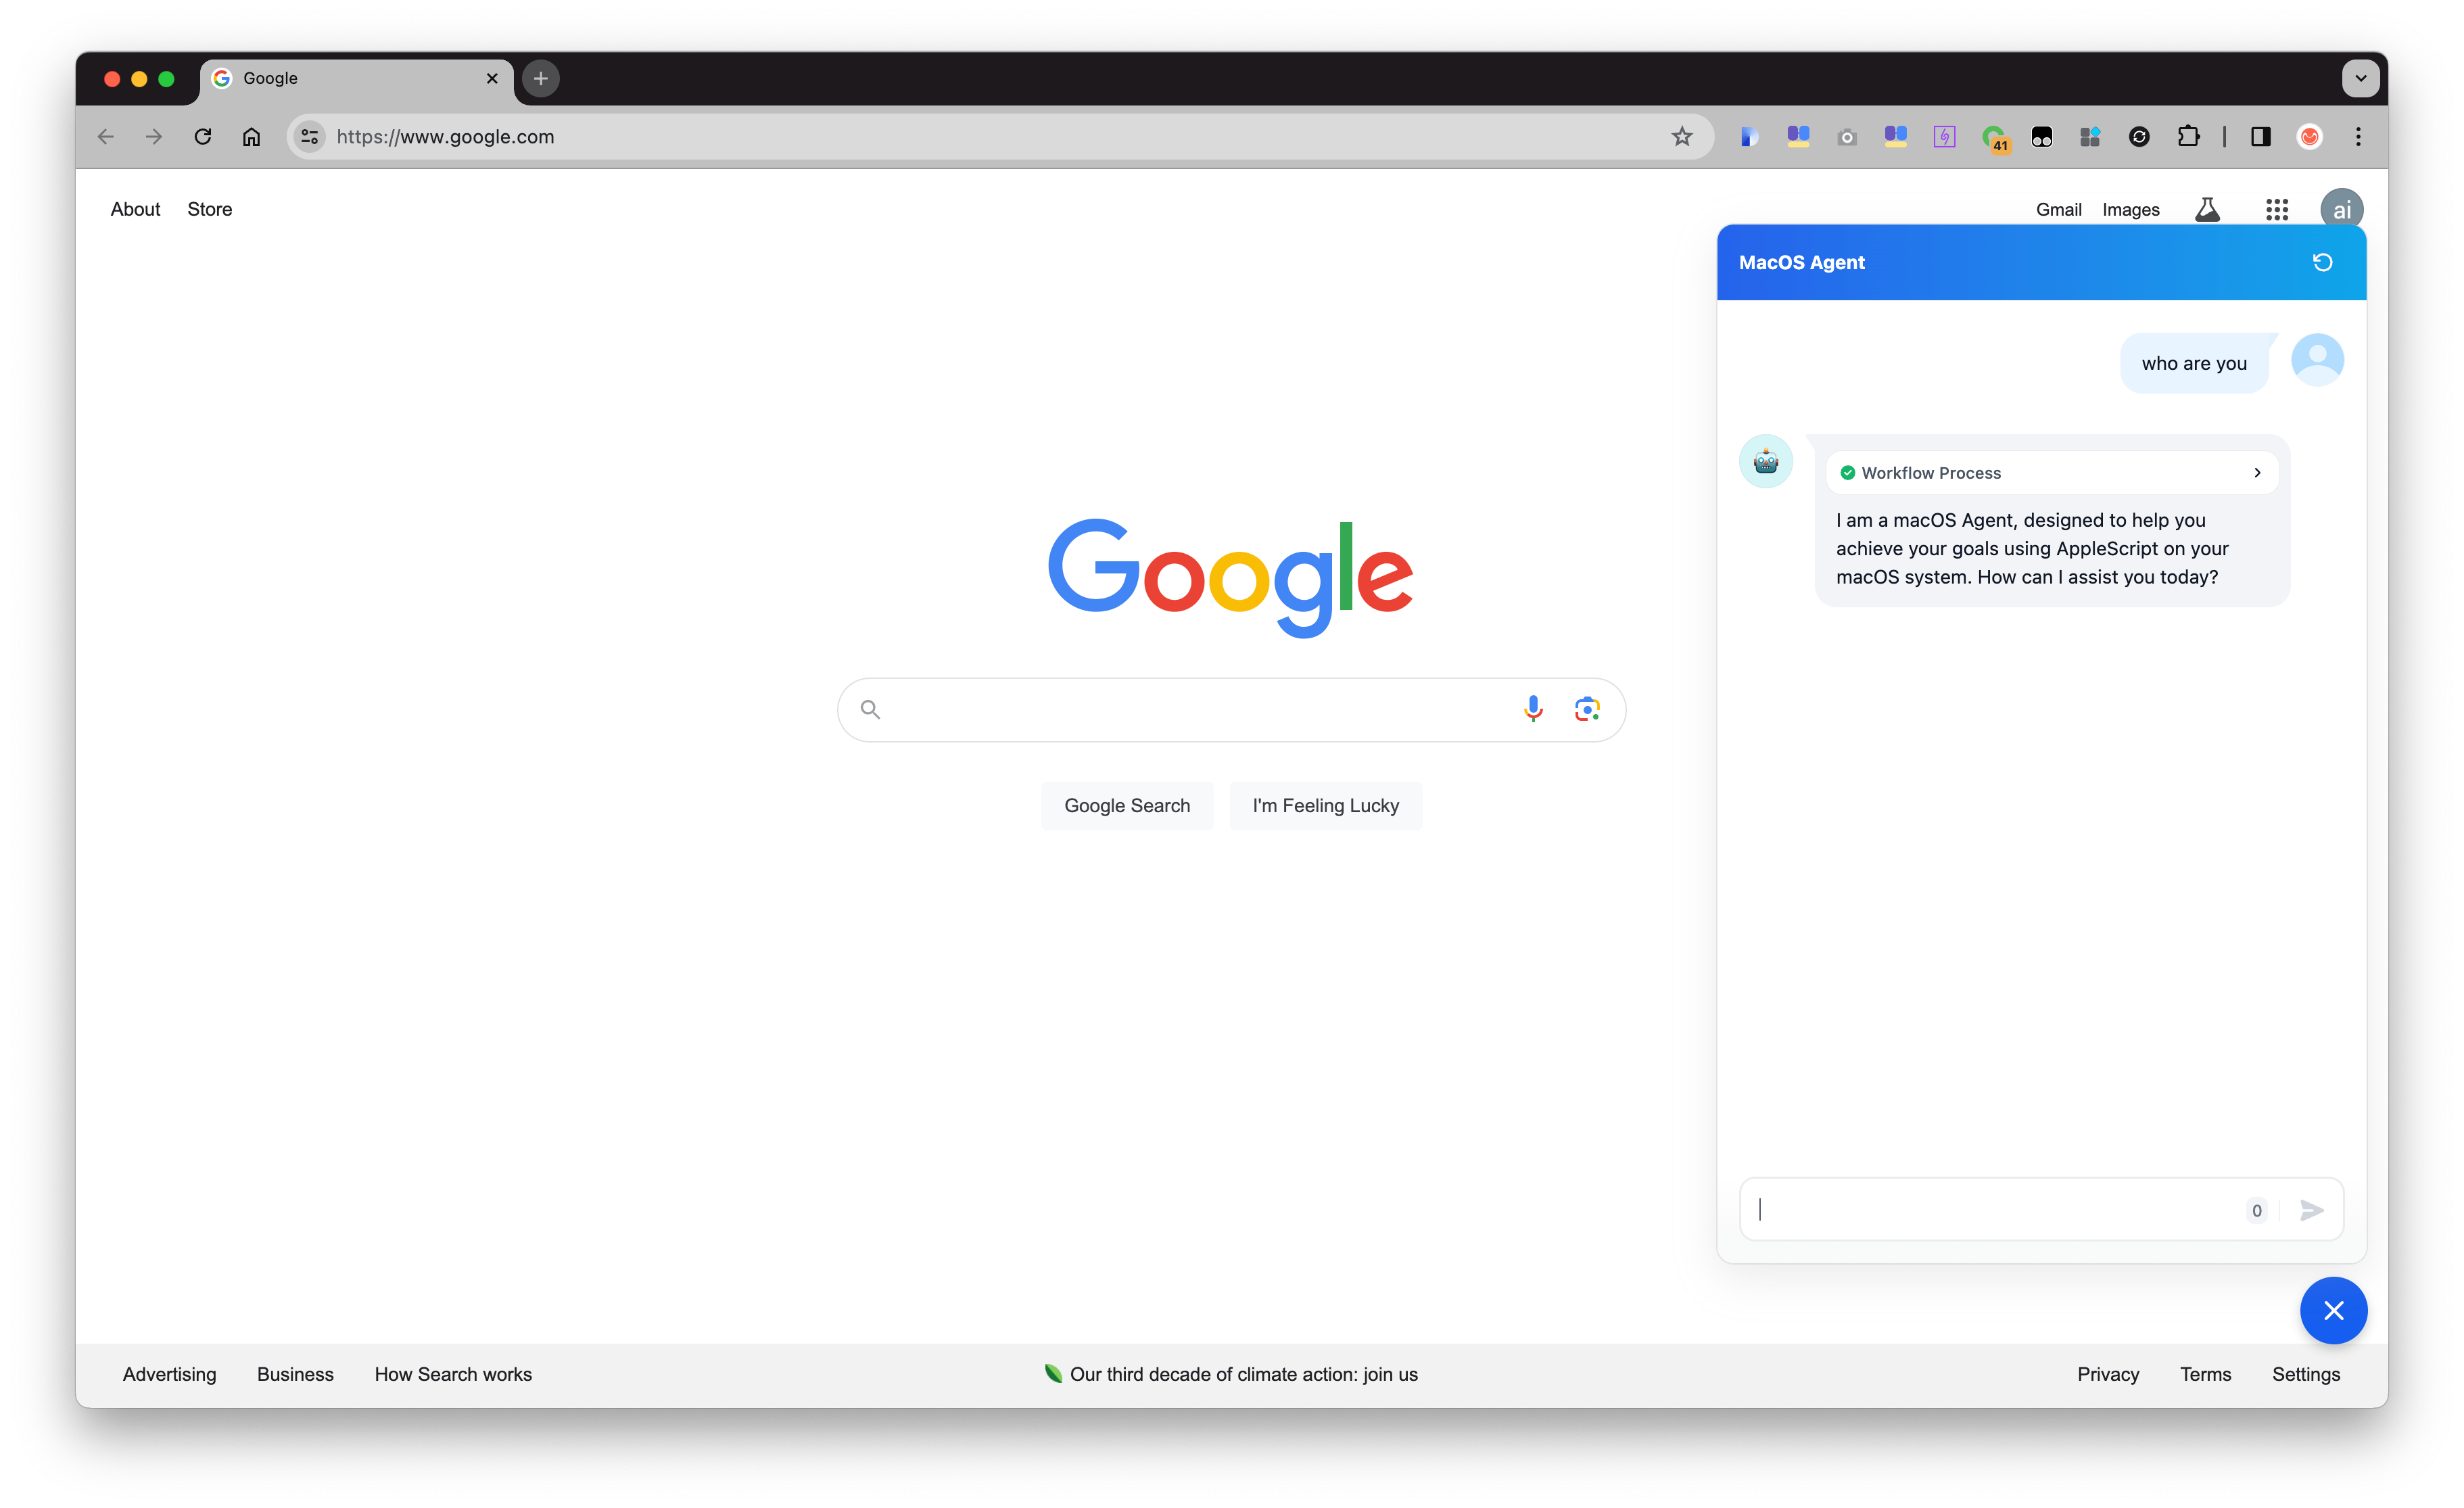 Google
https://www.google.com
41
About Store
Gmail Images ai
MacOS Agent
who are you
Workflow Process
I am a macOS Agent, designed to help you
achieve your goals using AppleScript on your
macOS system. How can I assist you today?
Google
Google Search I'm Feeling Lucky
0
Advertising Business How Search works
Our third decade of climate action: join us
Privacy Terms Settings